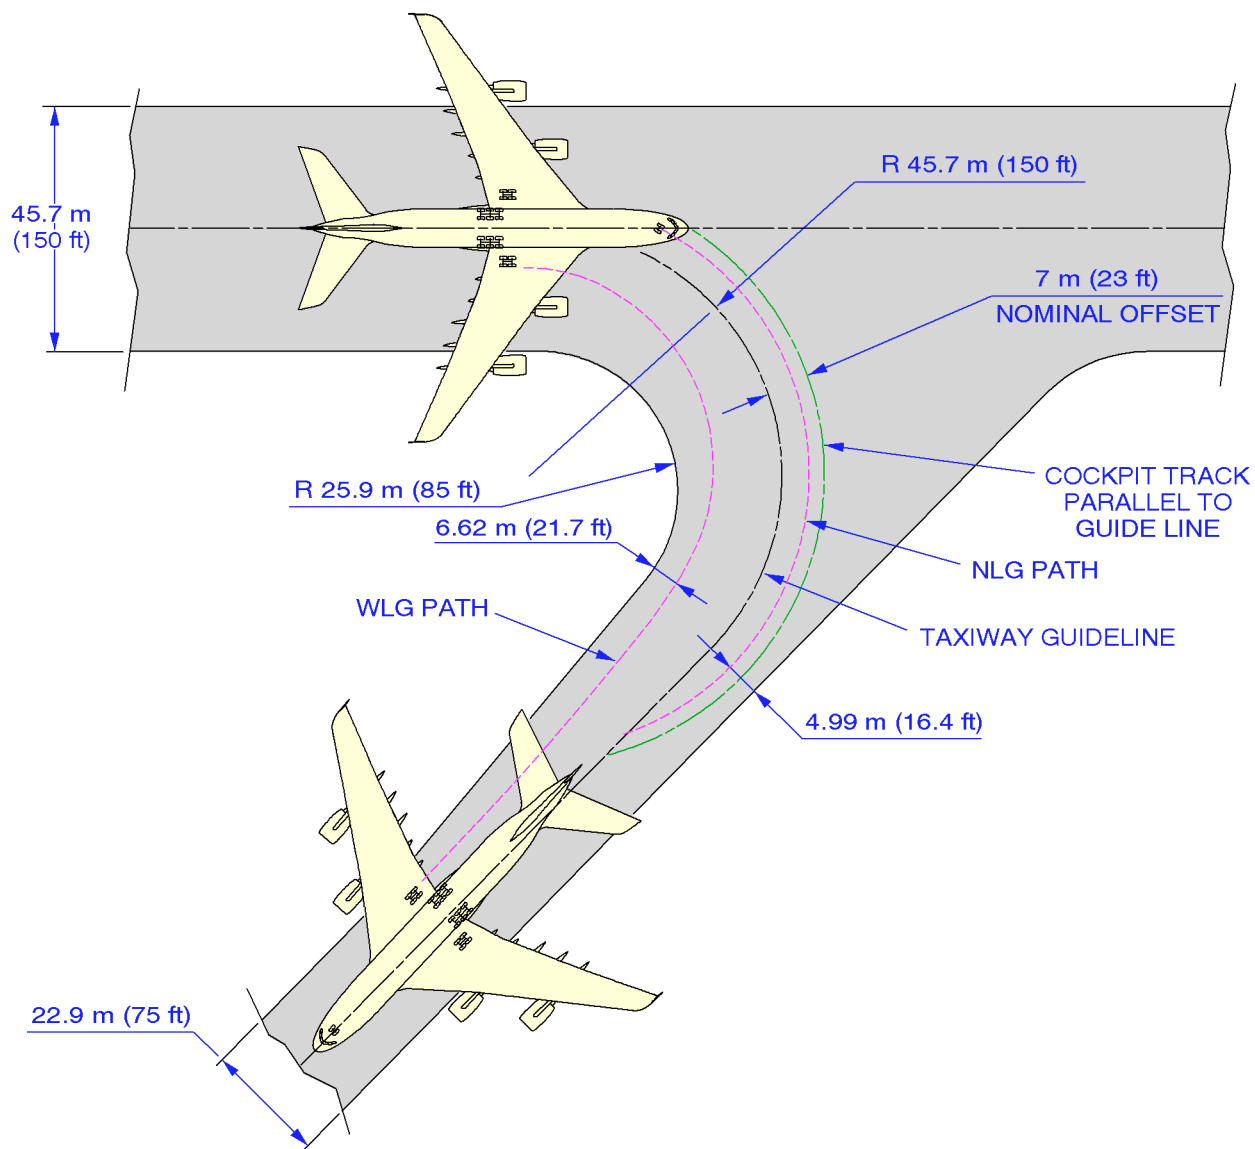 R 45.7 m (150 ft)
45.7 m
(150 ft)
7 m (23 ft)
NOMINAL OFFSET
COCKPIT TRACK
PARALLEL TO
GUIDE LINE
R 25.9 m (85 ft)
6.62 m (21.7 ft)
NLG PATH
WLG PATH
TAXIWAY GUIDELINE
4.99 m (16.4 ft)
22.9 m (75 ft)